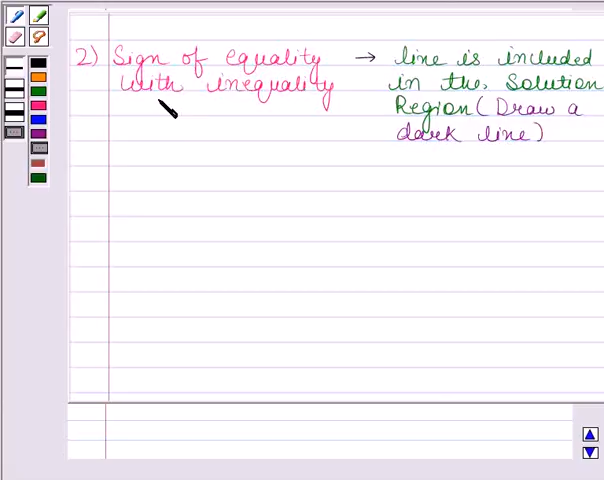 2) Sign of equality → line is included
with inequality in the Solution
Region (Draw a
dark line)